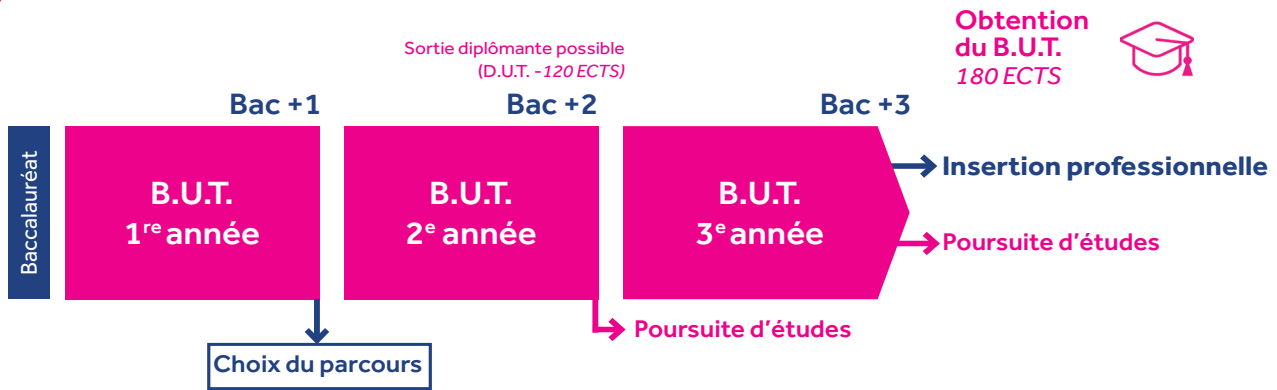 Obtention
du B.U.T.
180 ECTS
Sortie diplômante possible
(D.U.T. -120 ECTS)
Bac +1
Bac +2
Bac +3
Baccalauréat
B.U.T.
1re année
B.U.T.
2e année
B.U.T.
3e année
Insertion professionnelle
Poursuite d'études
Poursuite d'études
Choix du parcours